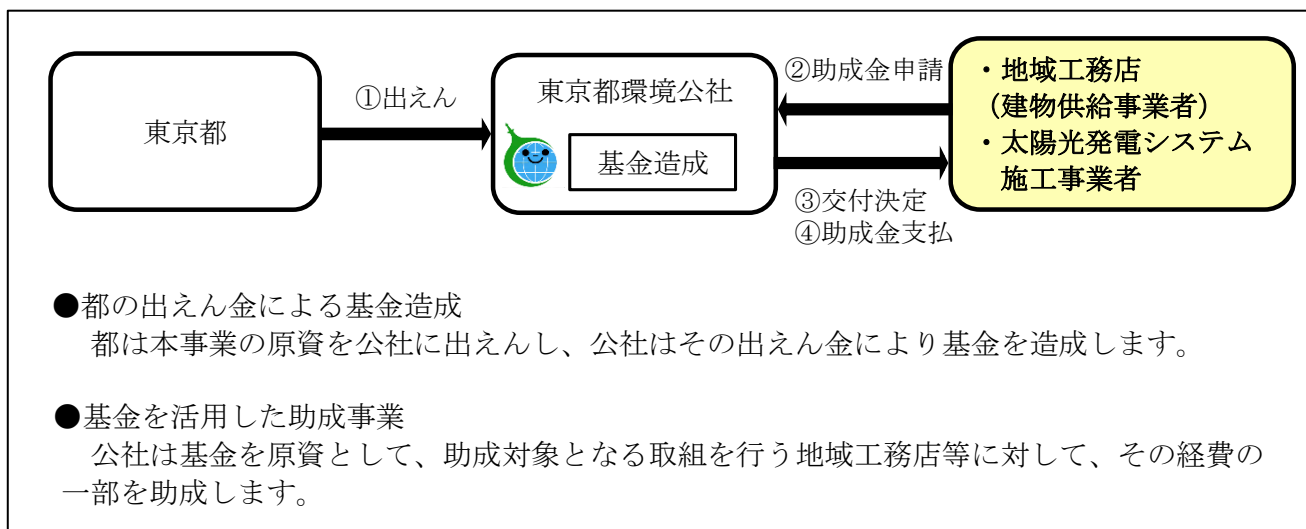 東京都
①出えん
東京都環境公社
基金造成
②助成金申請
③交付決定
④助成金支払
・地域工務店
（建物供給事業者）
・太陽光発電システム
施工事業者
●都の出えん金による基金造成
都は本事業の原資を公社に出えんし、公社はその出えん金により基金を造成します。
●基金を活用した助成事業
公社は基金を原資として、助成対象となる取組を行う地域工務店等に対して、その経費の
一部を助成します。